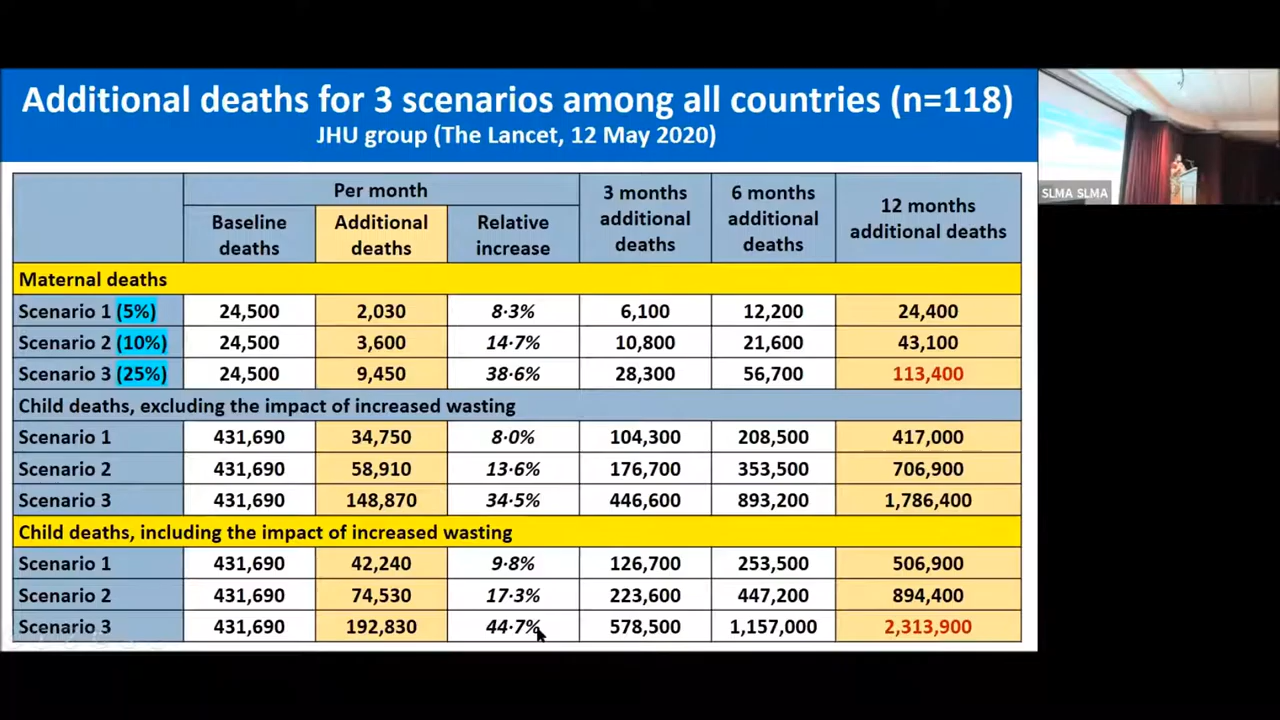 Additional deaths for 3 scenarios among all countries (n=118)
JHU group (The Lancet, 12 May 2020)
Per month
Baseline deaths
Additional deaths
Relative increase
3 months additional deaths
6 months additional deaths
12 months additional deaths
Maternal deaths
Scenario 1 (5%) 24,500 2,030 8·3% 6,100 12,200 24,400
Scenario 2 (10%) 24,500 3,600 14·7% 10,800 21,600 43,100
Scenario 3 (25%) 24,500 9,450 38·6% 28,300 56,700 113,400
Child deaths, excluding the impact of increased wasting
Scenario 1 431,690 34,750 8·0% 104,300 208,500 417,000
Scenario 2 431,690 58,910 13·6% 176,700 353,500 706,900
Scenario 3 431,690 148,870 34·5% 446,600 893,200 1,786,400
Child deaths, including the impact of increased wasting
Scenario 1 431,690 42,240 9·8% 126,700 253,500 506,900
Scenario 2 431,690 74,530 17·3% 223,600 447,200 894,400
Scenario 3 431,690 192,830 44·7% 578,500 1,157,000 2,313,900
SLMA SLMA